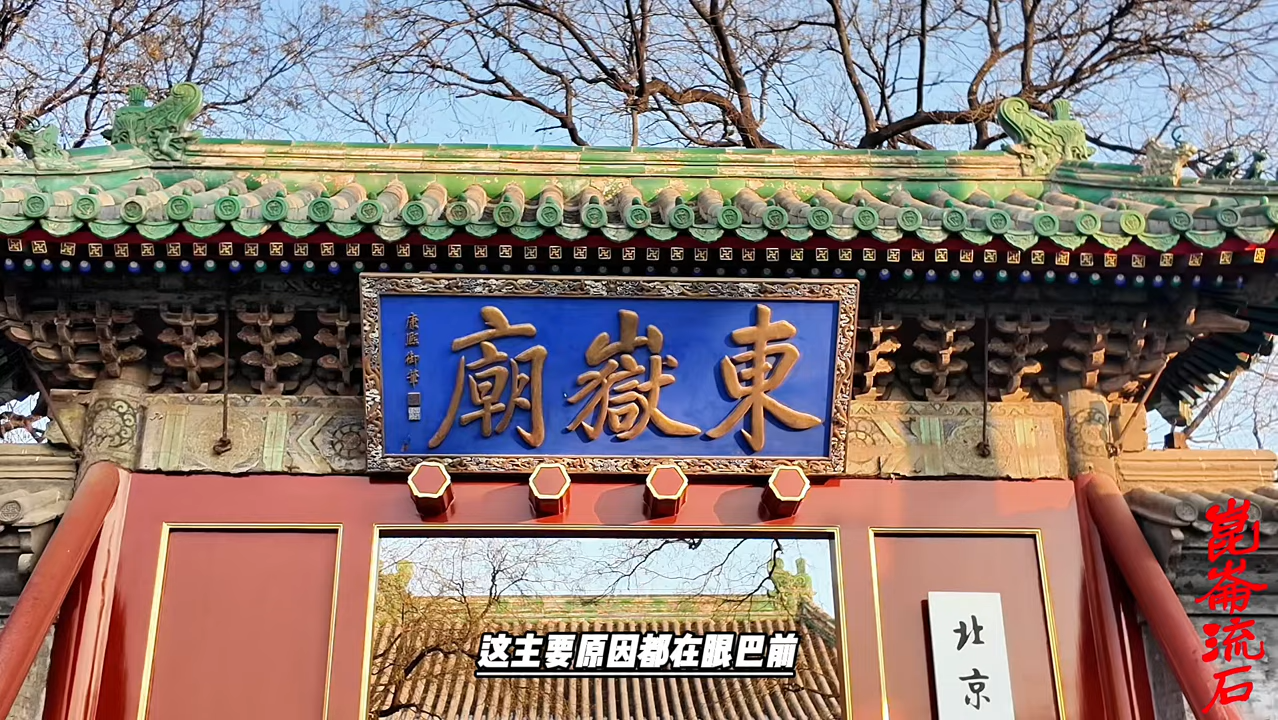 東嶽廟
康熙御筆
这主要原因都在眼巴前
北京
崑崙流石